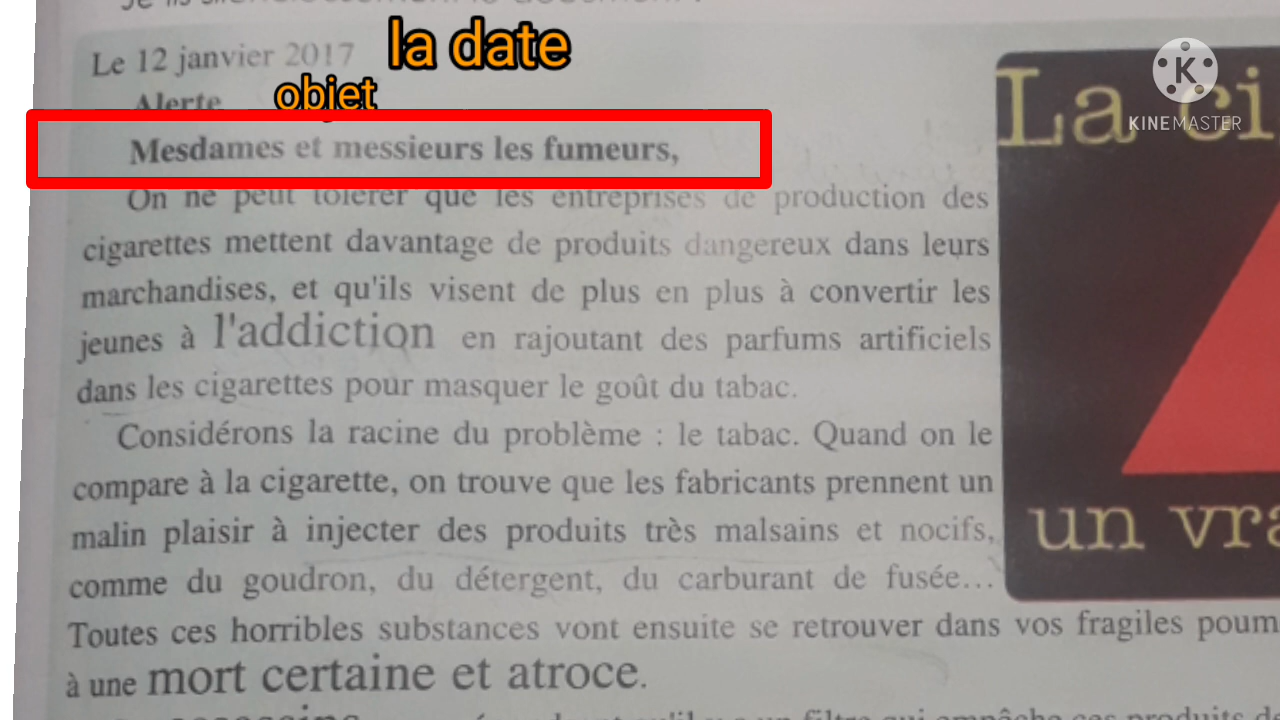 Le 12 janvier 2017 la date
Alerte objet
Mesdames et messieurs les fumeurs,
On ne peut tolérer que les entreprises de production des
cigarettes mettent davantage de produits dangereux dans leurs
marchandises, et qu'ils visent de plus en plus à convertir les
jeunes à l'addiction en rajoutant des parfums artificiels
dans les cigarettes pour masquer le goût du tabac.
Considérons la racine du problème : le tabac. Quand on le
compare à la cigarette, on trouve que les fabricants prennent un
malin plaisir à injecter des produits très malsains et nocifs,
comme du goudron, du détergent, du carburant de fusée...
Toutes ces horribles substances vont ensuite se retrouver dans vos fragiles poum
à une mort certaine et atroce.
La ci
un vra
K
KINEMASTER